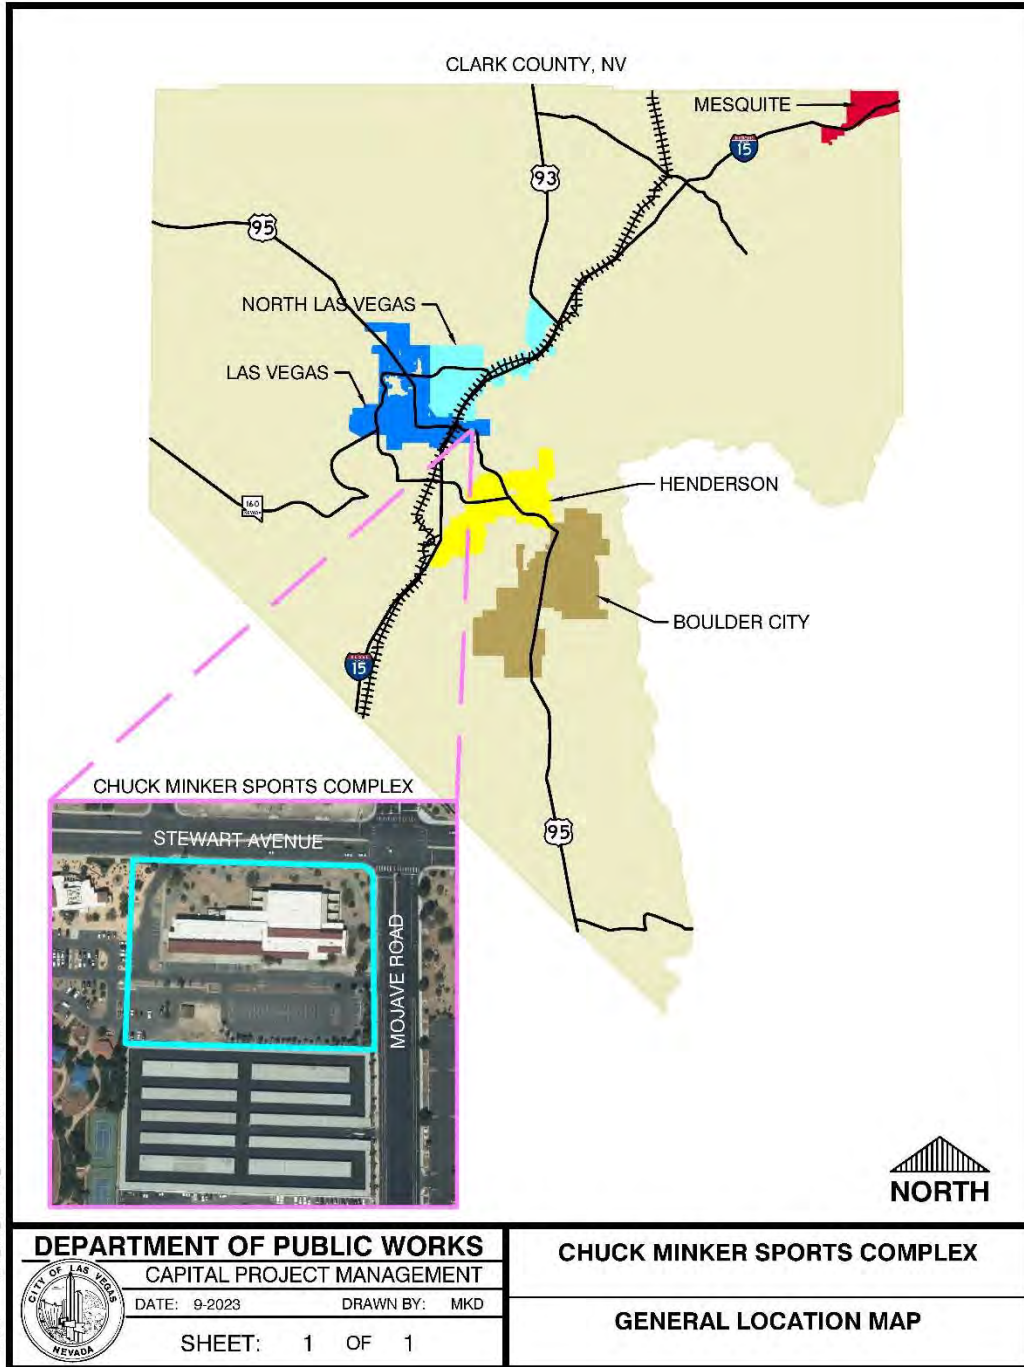 CLARK COUNTY, NV
MESQUITE
15
93
95
NORTH LAS VEGAS
LAS VEGAS
HENDERSON
160
BOULDER CITY
15
95
CHUCK MINKER SPORTS COMPLEX
STEWART AVENUE
MOJAVE ROAD
NORTH
DEPARTMENT OF PUBLIC WORKS
CAPITAL PROJECT MANAGEMENT
DATE: 9-2023 DRAWN BY: MKD
SHEET: 1 OF 1
CITY OF LAS VEGAS
NEVADA
CHUCK MINKER SPORTS COMPLEX
GENERAL LOCATION MAP